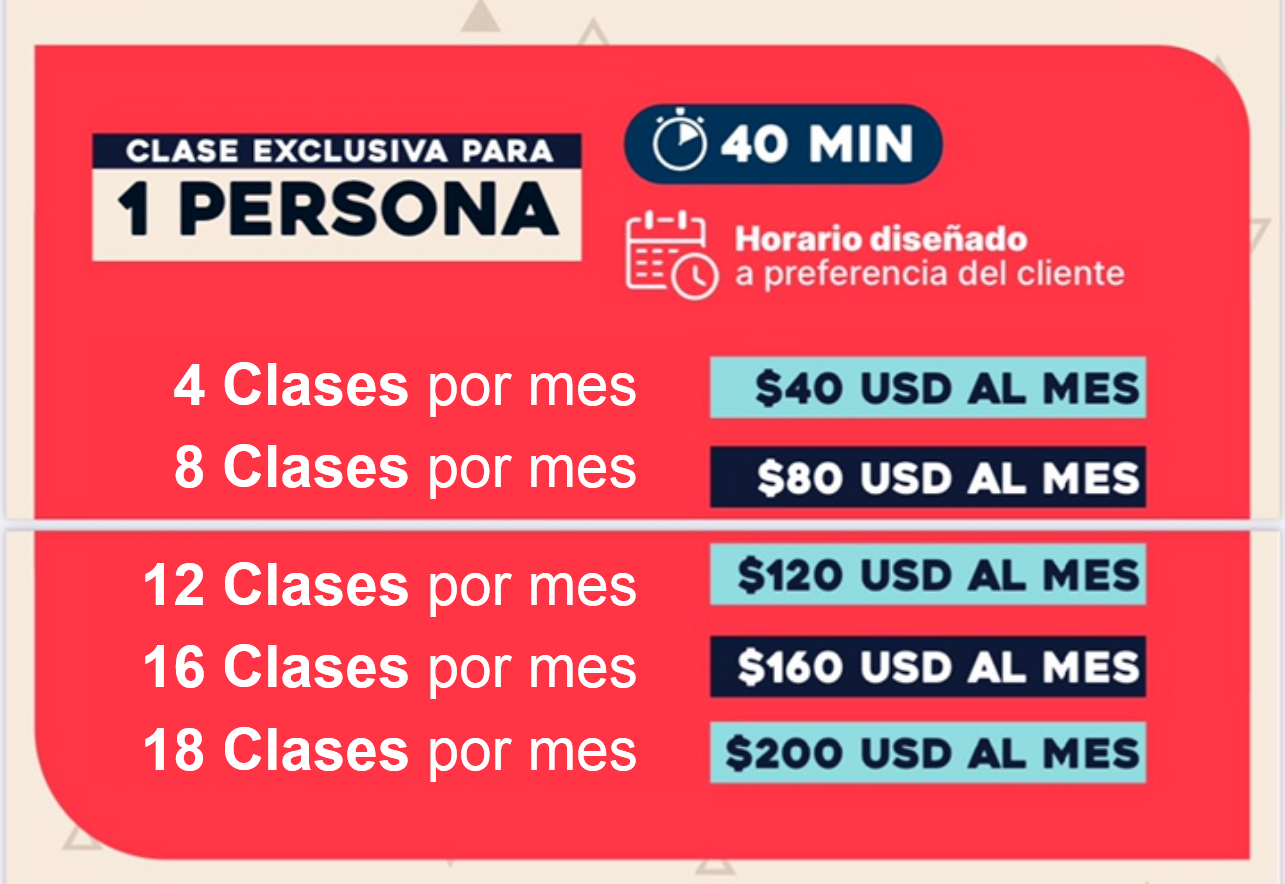 CLASE EXCLUSIVA PARA
1 PERSONA
40 MIN
Horario diseñado
a preferencia del cliente
4 Clases por mes $40 USD AL MES
8 Clases por mes $80 USD AL MES
12 Clases por mes $120 USD AL MES
16 Clases por mes $160 USD AL MES
18 Clases por mes $200 USD AL MES